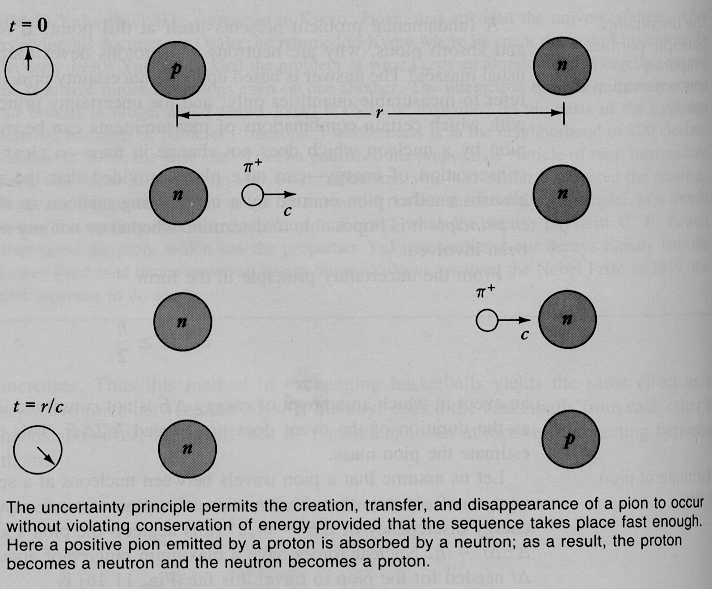 t = 0
p
n
r
π+
n
c
n
π+
n
c
n
t = r/c
n
p
The uncertainty principle permits the creation, transfer, and disappearance of a pion to occur
without violating conservation of energy provided that the sequence takes place fast enough.
Here a positive pion emitted by a proton is absorbed by a neutron; as a result, the proton
becomes a neutron and the neutron becomes a proton.